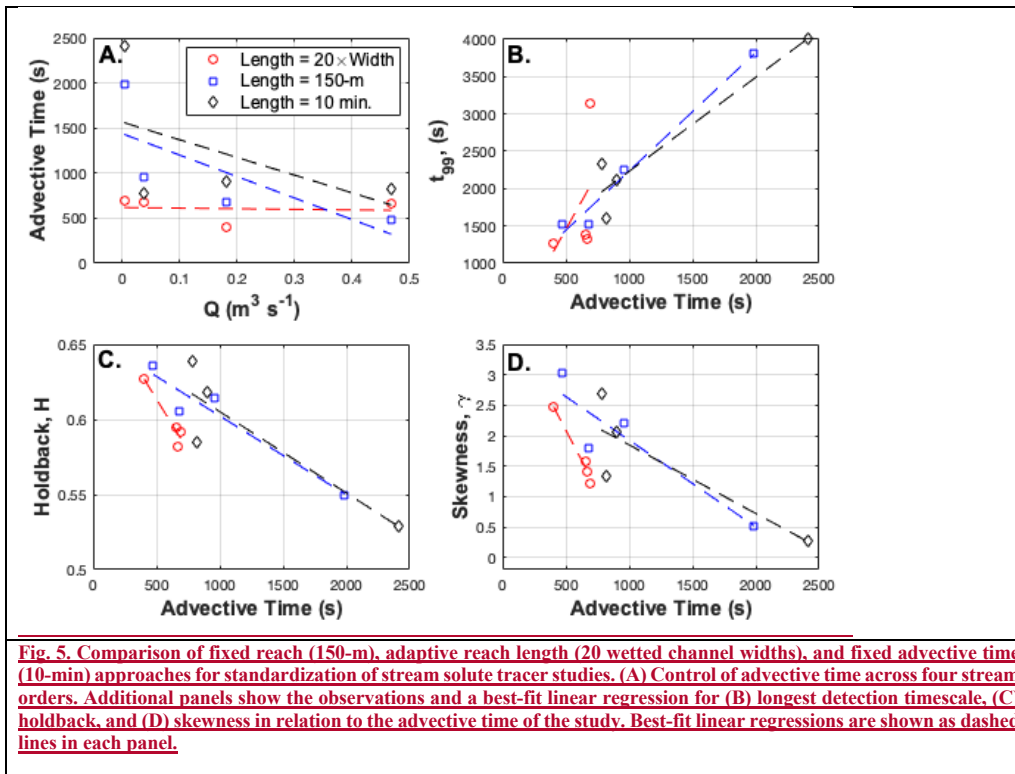 A.
2500
2000
1500
1000
500
0
Advective Time (s)
Length = 20×Width
Length = 150-m
Length = 10 min.
0 0.1 0.2 0.3 0.4 0.5
Q (m³ s⁻¹)
B.
4000
3500
3000
2500
2000
1500
1000
t₉₉, (s)
0 500 1000 1500 2000 2500
Advective Time (s)
C.
0.65
0.6
0.55
0.5
Holdback, H
0 500 1000 1500 2000 2500
Advective Time (s)
D.
3.5
3
2.5
2
1.5
1
0.5
0
Skewness, γ
0 500 1000 1500 2000 2500
Advective Time (s)
Fig. 5. Comparison of fixed reach (150-m), adaptive reach length (20 wetted channel widths), and fixed advective time
(10-min) approaches for standardization of stream solute tracer studies. (A) Control of advective time across four stream
orders. Additional panels show the observations and a best-fit linear regression for (B) longest detection timescale, (C)
holdback, and (D) skewness in relation to the advective time of the study. Best-fit linear regressions are shown as dashed
lines in each panel.